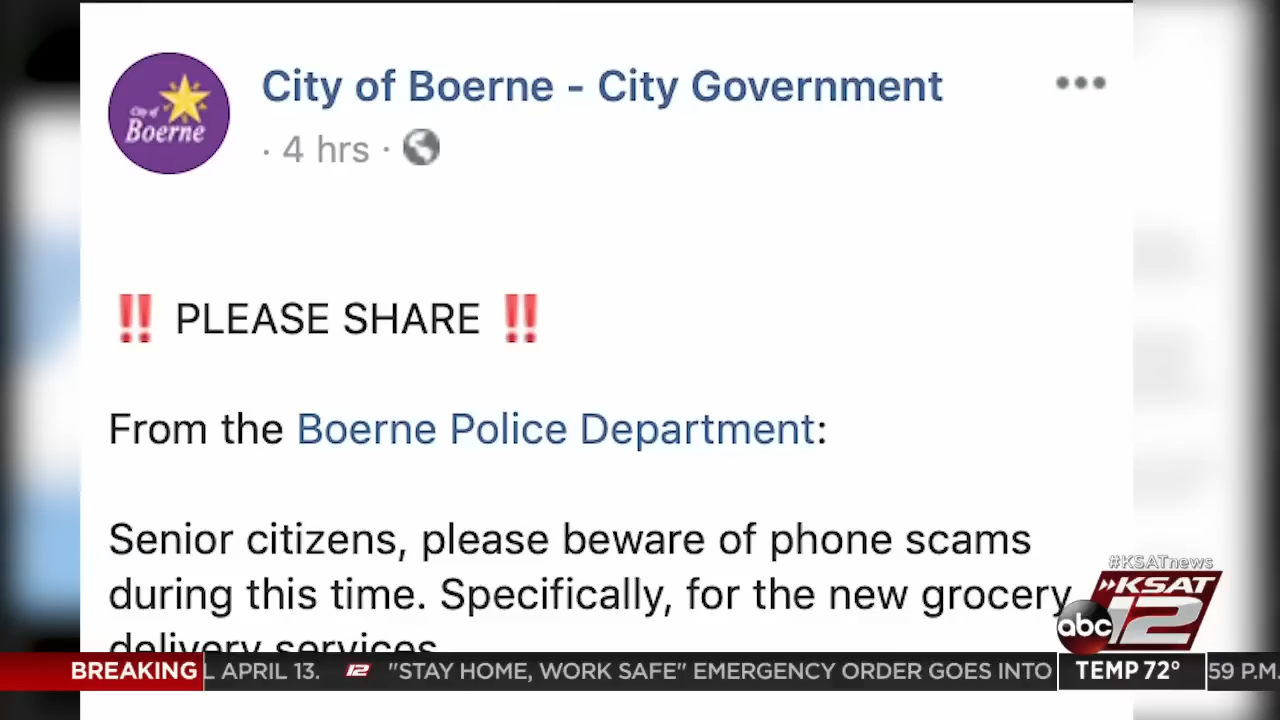 City of Boerne - City Government
City of
Boerne
· 4 hrs ·
‼️ PLEASE SHARE ‼️
From the Boerne Police Department:
Senior citizens, please beware of phone scams
during this time. Specifically, for the new grocery
delivery services
#KSATnews
KSAT
abc 12
BREAKING L APRIL 13. 12 "STAY HOME, WORK SAFE" EMERGENCY ORDER GOES INTO TEMP 72° 59 P.M.